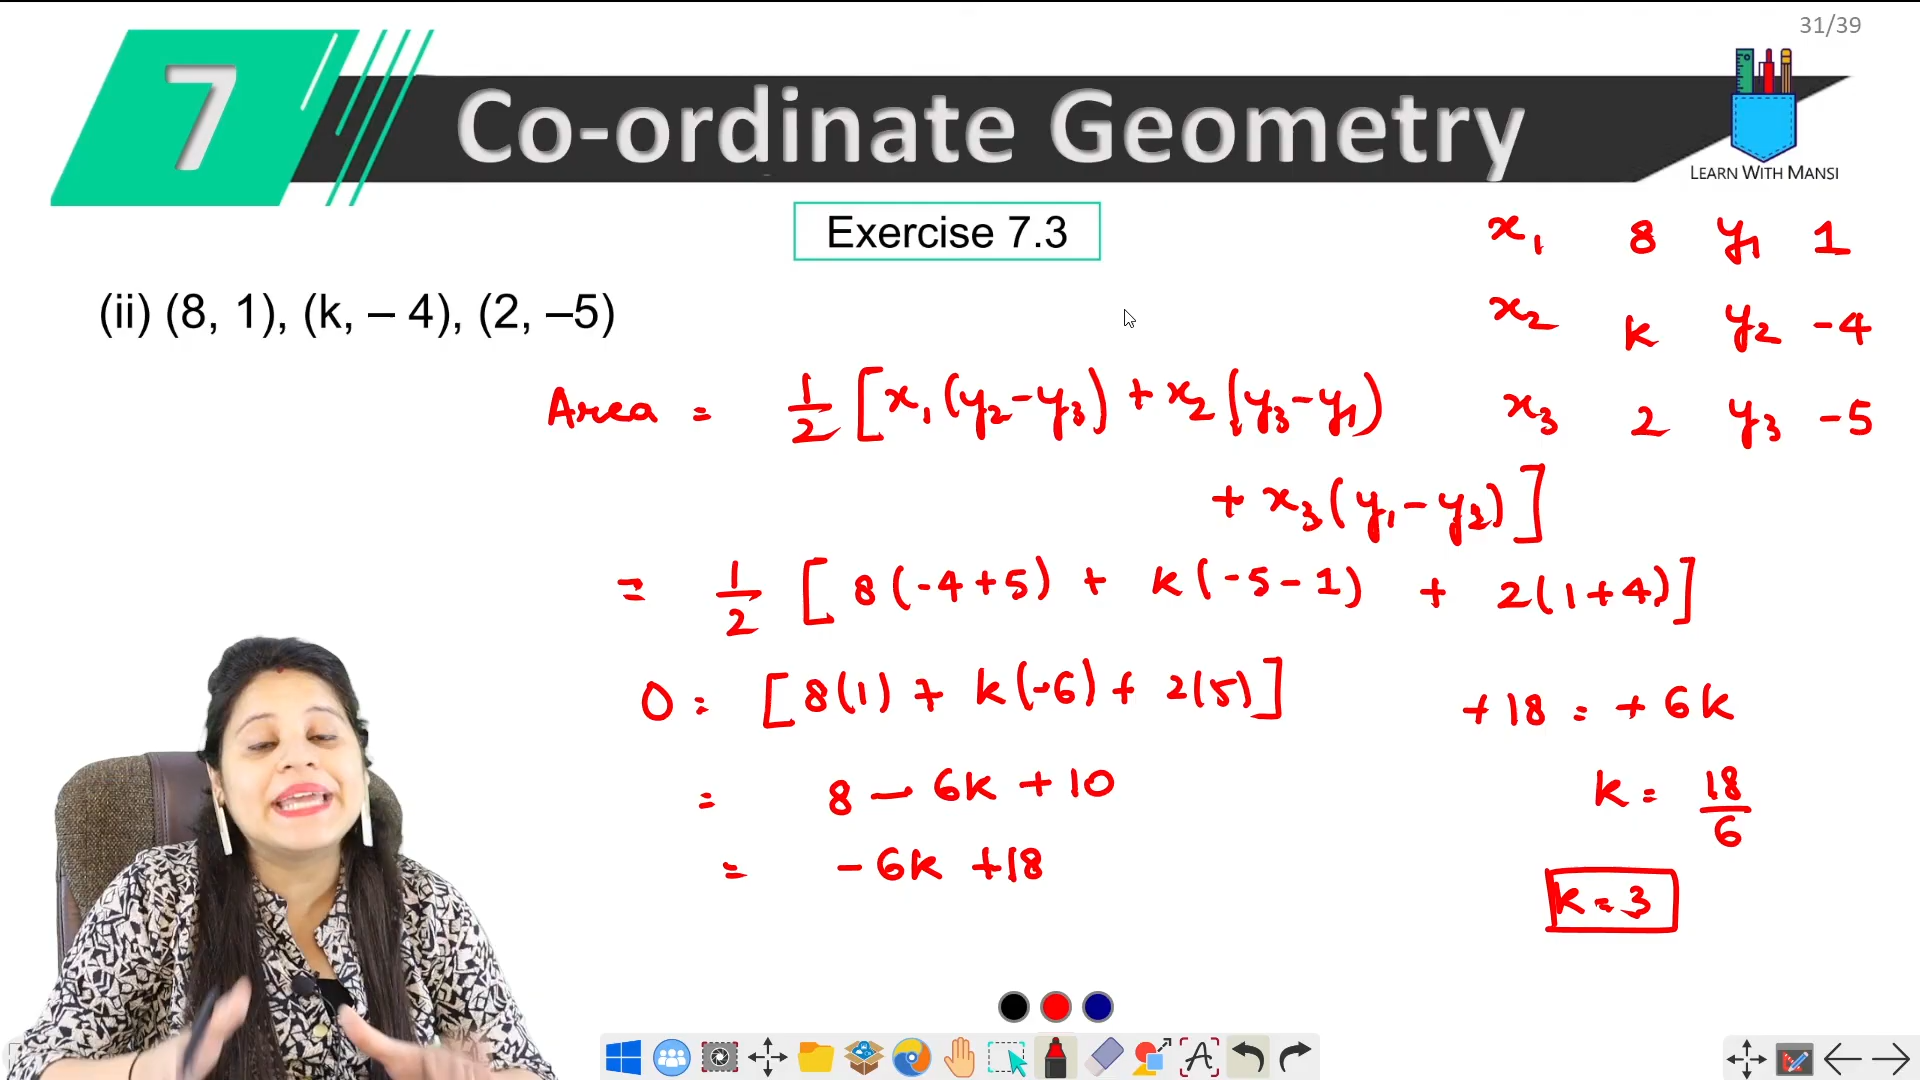 31/39
7
Co-ordinate Geometry
LEARN WITH MANSI
Exercise 7.3
x₁ 8 y₁ 1
(ii) (8, 1), (k, – 4), (2, –5)
x₂ k y₂ -4
Area = 1/2 [x₁(y₂-y₃) + x₂(y₃-y₁)
x₃ 2 y₃ -5
+ x₃(y₁-y₂)]
= 1/2 [8(-4+5) + k(-5-1) + 2(1+4)]
0 = [8(1) + k(-6) + 2(5)]
+18 = +6k
= 8 - 6k + 10
k = 18/6
= -6k +18
k = 3